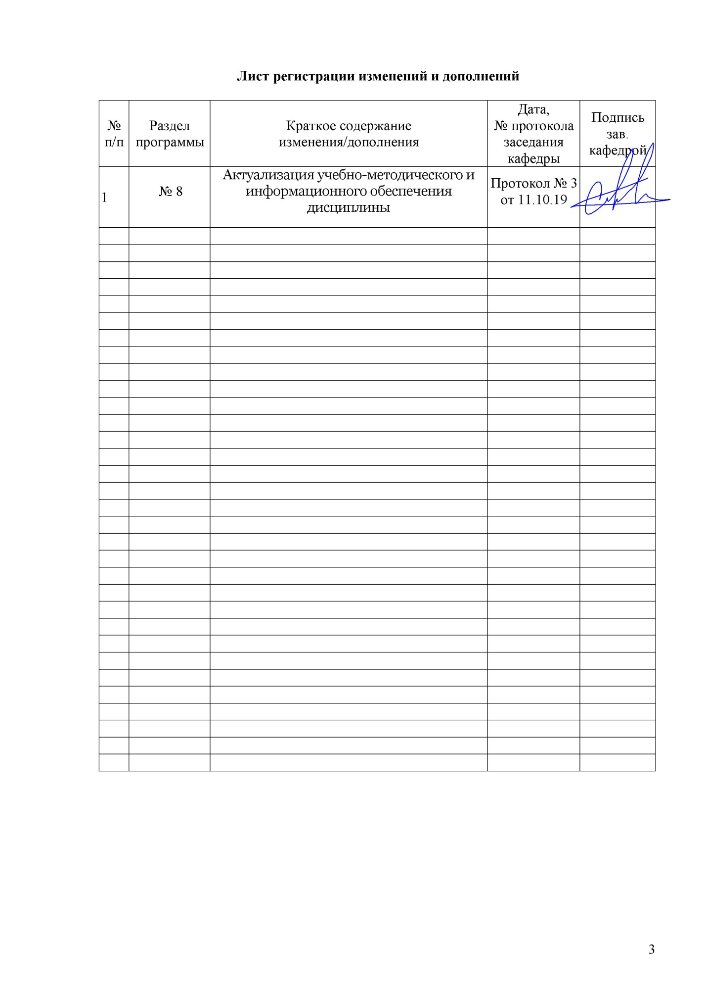 Лист регистрации изменений и дополнений
№
п/п
Раздел
программы
Краткое содержание
изменения/дополнения
Дата,
№ протокола
заседания
кафедры
Подпись
зав.
кафедрой
1
№ 8
Актуализация учебно-методического и
информационного обеспечения
дисциплины
Протокол № 3
от 11.10.19
3